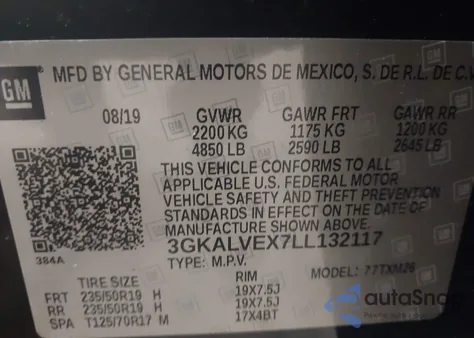 GM MFD BY GENERAL MOTORS DE MEXICO, S. DE R.L. DE C.V
08/19 GVWR GAWR FRT GAWR RR
2200 KG 1175 KG 1200 KG
4850 LB 2590 LB 2645 LB
THIS VEHICLE CONFORMS TO ALL
APPLICABLE U.S. FEDERAL MOTOR
VEHICLE SAFETY AND THEFT PREVENTION
STANDARDS IN EFFECT ON THE DATE OF
MANUFACTURE SHOWN ABOVE.
384A 3GKALVEX7LL132117
TYPE: M.P.V. MODEL: 77TXM26
TIRE SIZE RIM
FRT 235/50R19 H 19X7.5J
RR 235/50R19 H 19X7.5J
SPA T125/70R17 M 17X4BT
autaSnap